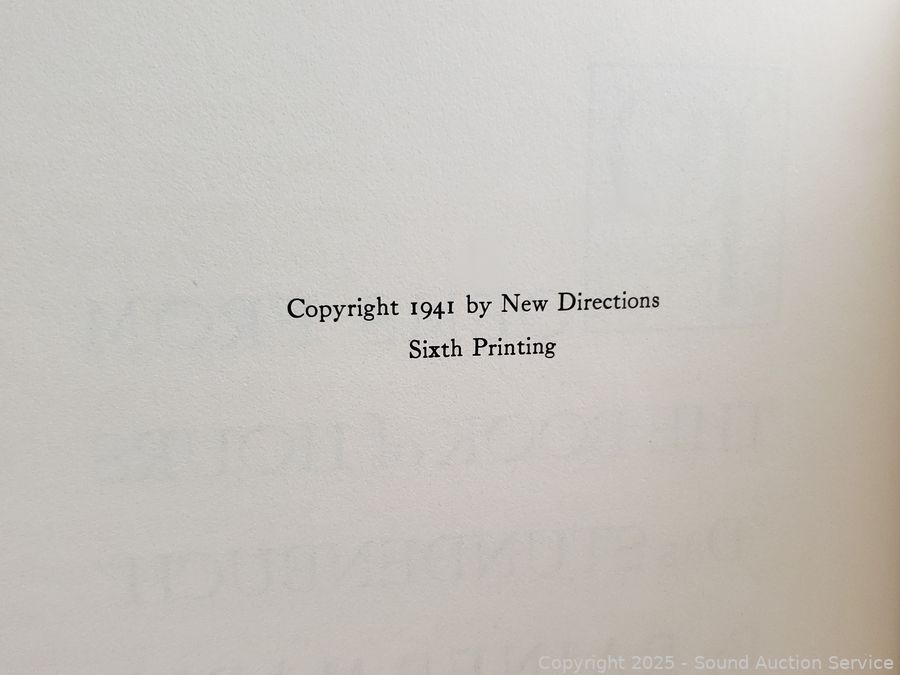 Copyright 1941 by New Directions
Sixth Printing
Copyright 2025 - Sound Auction Service